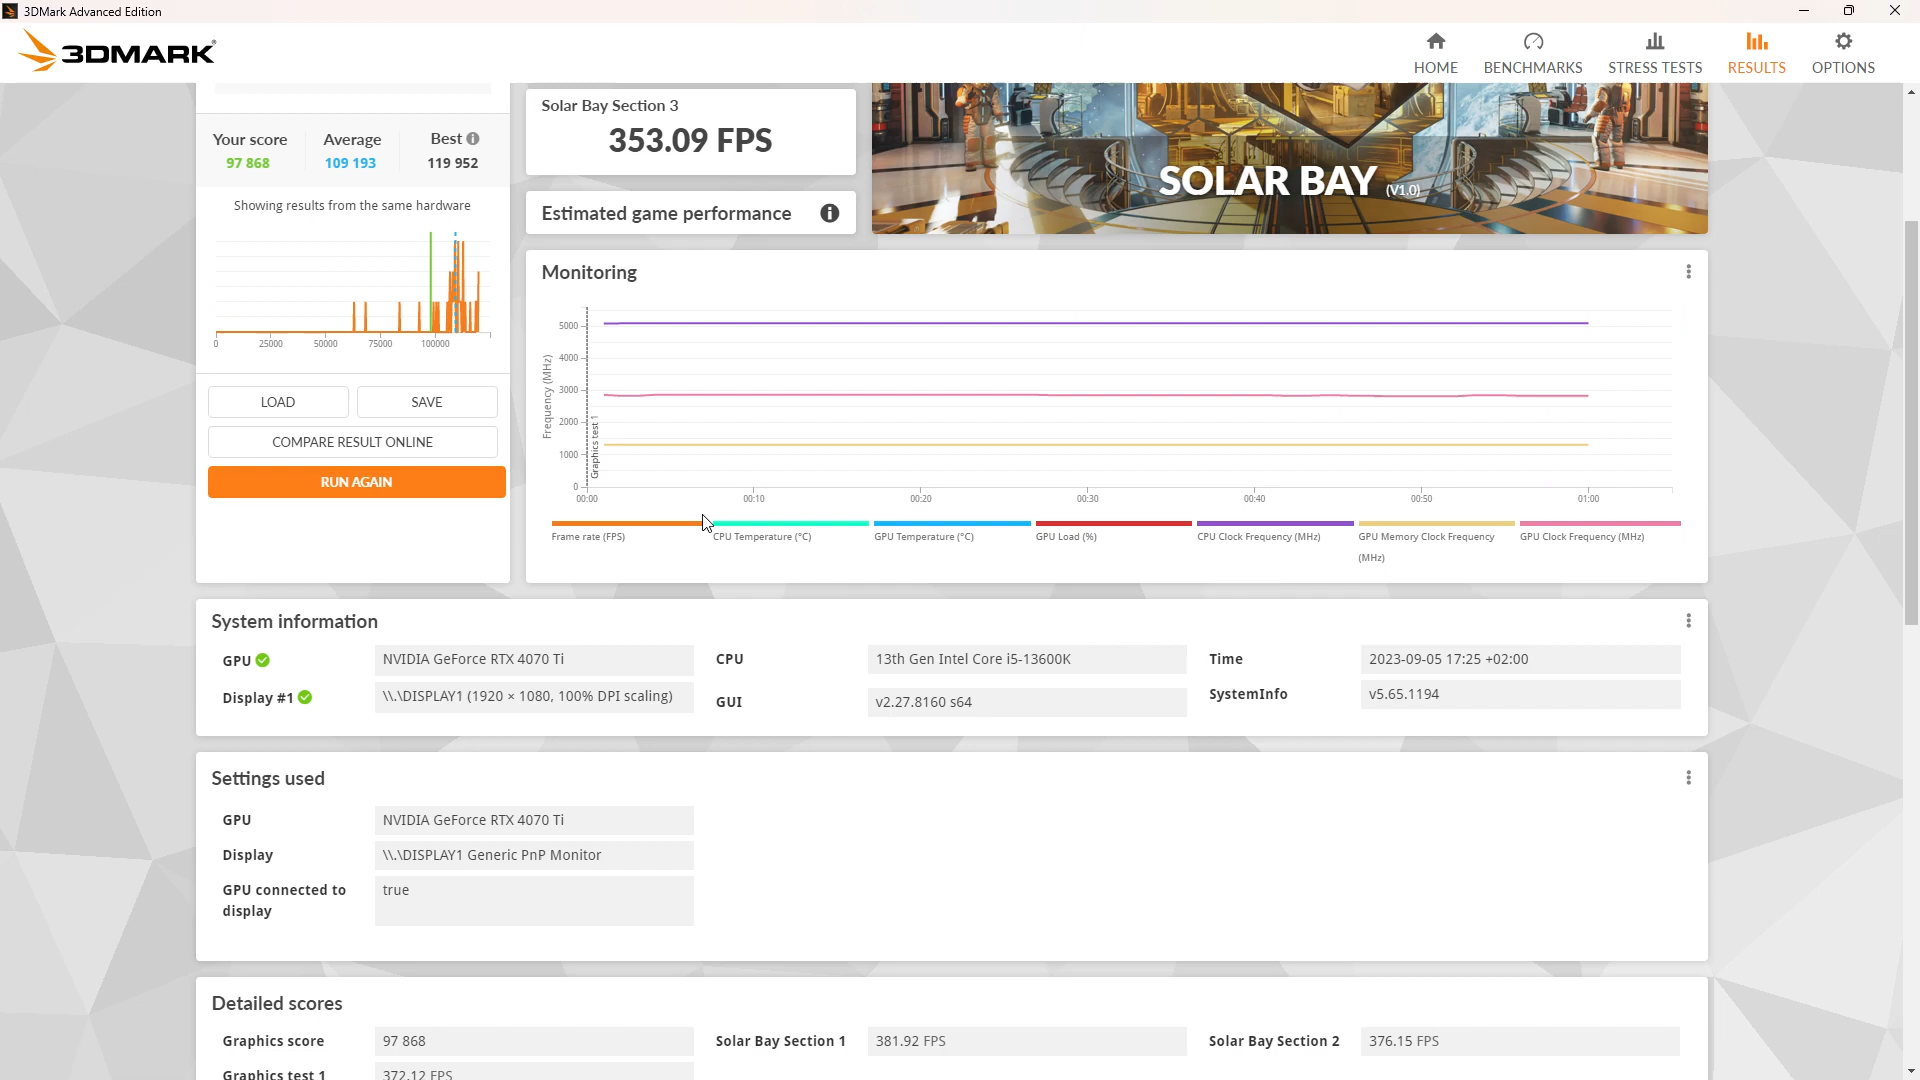 3DMark Advanced Edition
3DMARK
HOME
BENCHMARKS
STRESS TESTS
RESULTS
OPTIONS
Your score
Average
Best
97 868
109 193
119 952
Showing results from the same hardware
0
25000
50000
75000
100000
LOAD
SAVE
COMPARE RESULT ONLINE
RUN AGAIN
Solar Bay Section 3
353.09 FPS
Estimated game performance
SOLAR BAY (V1.0)
Monitoring
Frequency (MHz)
5000
4000
3000
2000
1000
0
Graphics test 1
00:00
00:10
00:20
00:30
00:40
00:50
01:00
Frame rate (FPS)
CPU Temperature (°C)
GPU Temperature (°C)
GPU Load (%)
CPU Clock Frequency (MHz)
GPU Memory Clock Frequency
(MHz)
GPU Clock Frequency (MHz)
System information
GPU
NVIDIA GeForce RTX 4070 Ti
CPU
13th Gen Intel Core i5-13600K
Time
2023-09-05 17:25 +02:00
Display #1
\\.\DISPLAY1 (1920 × 1080, 100% DPI scaling)
GUI
v2.27.8160 s64
SystemInfo
v5.65.1194
Settings used
GPU
NVIDIA GeForce RTX 4070 Ti
Display
\\.\DISPLAY1 Generic PnP Monitor
GPU connected to
display
true
Detailed scores
Graphics score
97 868
Solar Bay Section 1
381.92 FPS
Solar Bay Section 2
376.15 FPS
Graphics test 1
372.12 FPS